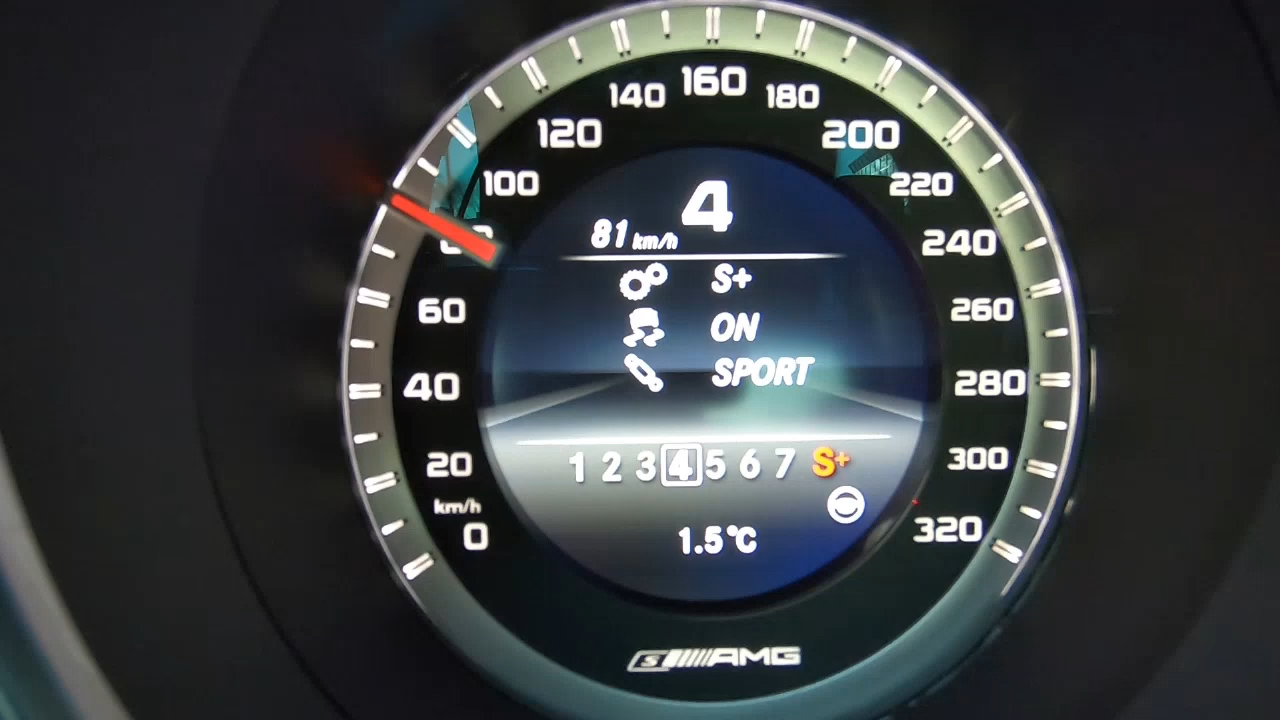 160
140 180
120 200
100 220
240
60 260
40 280
20 300
km/h
0 320
4
81 km/h
S+
ON
SPORT
1 2 3 4 5 6 7 S+
1.5°C
S AMG